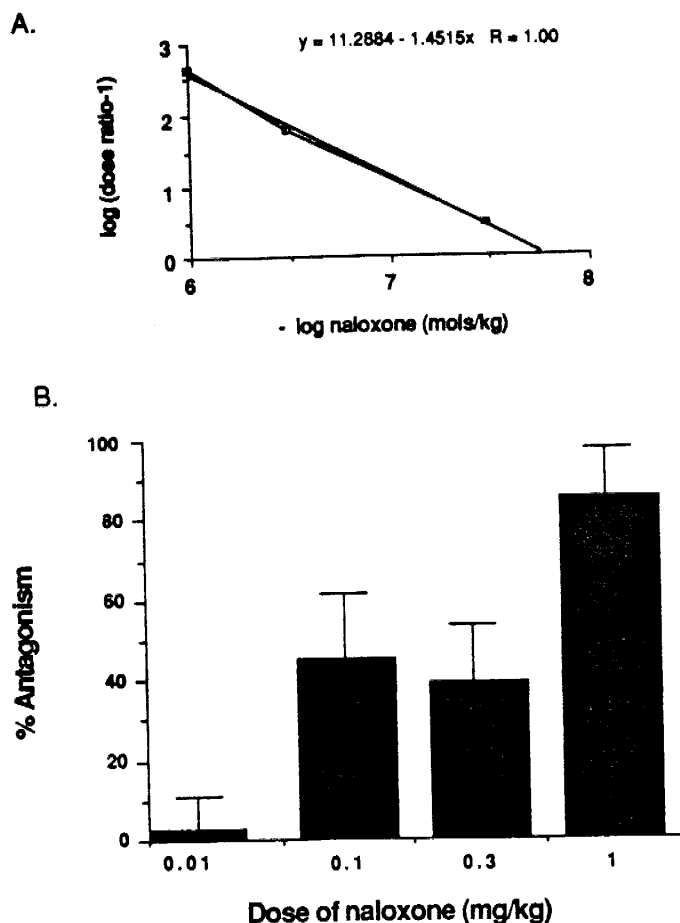 A.
y = 11.2884 - 1.4515x R = 1.00
3
2
1
0
log (dose ratio-1)
6
7
8
- log naloxone (mols/kg)
B.
100
80
60
40
20
0
% Antagonism
0.01
0.1
0.3
1
Dose of naloxone (mg/kg)